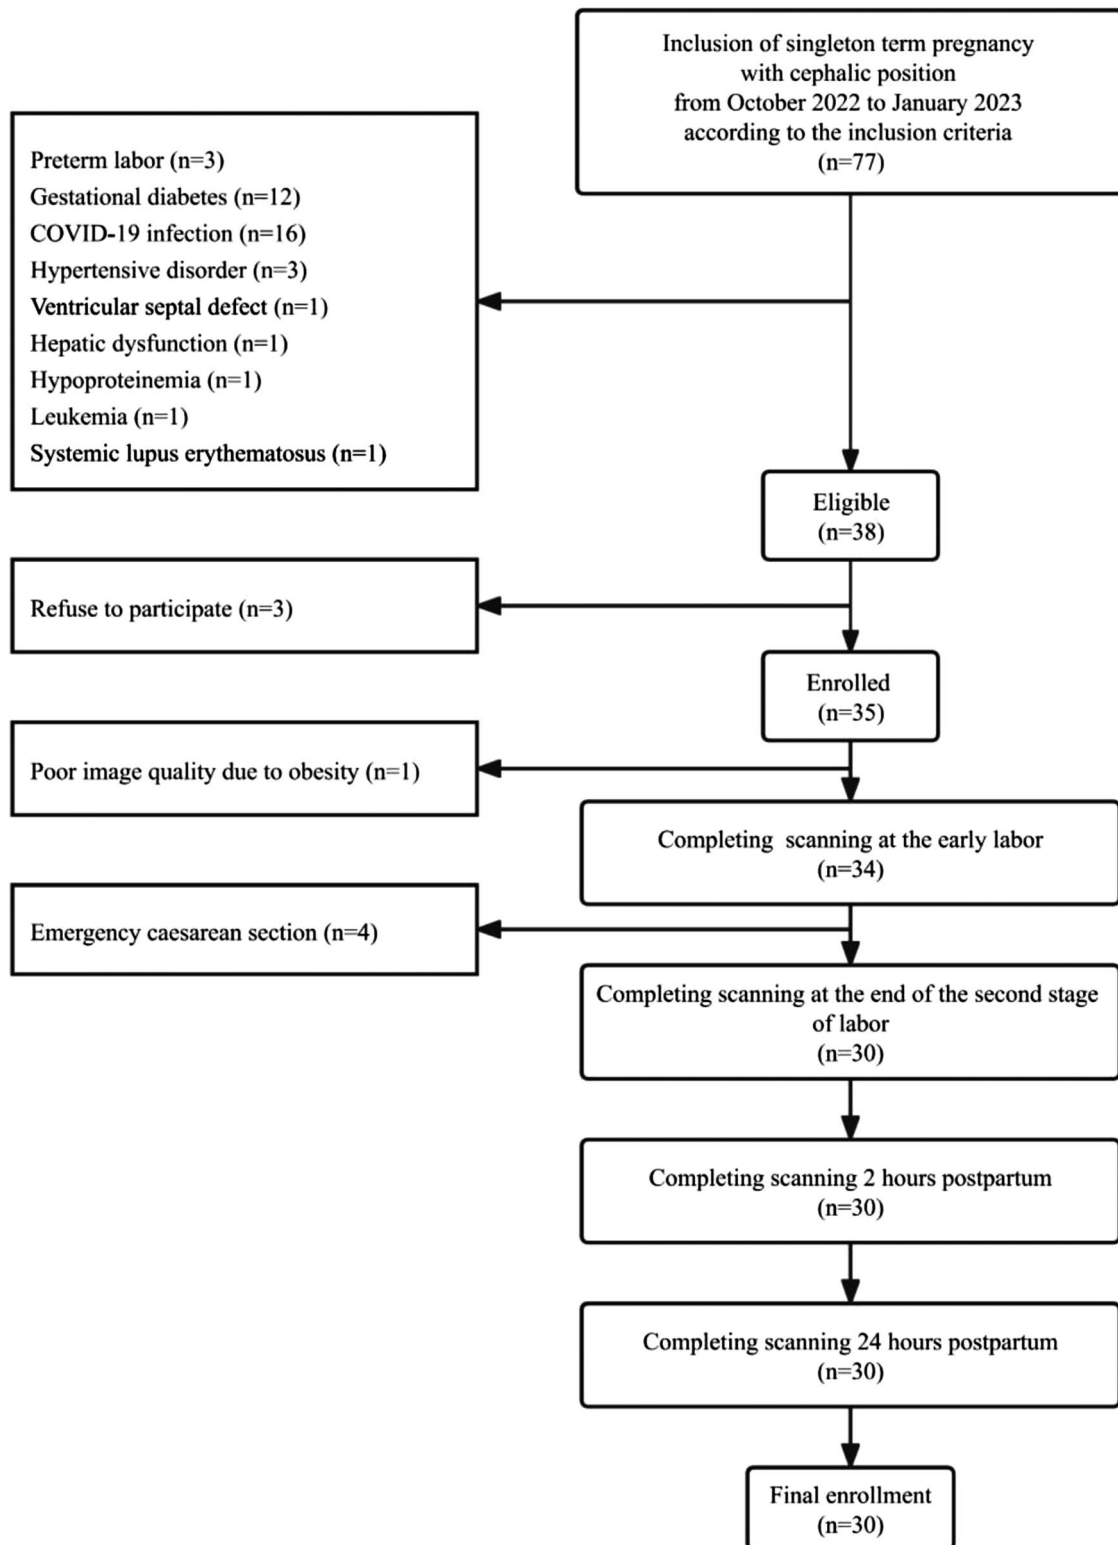 Inclusion of singleton term pregnancy
with cephalic position
from October 2022 to January 2023
according to the inclusion criteria
(n=77)
Preterm labor (n=3)
Gestational diabetes (n=12)
COVID-19 infection (n=16)
Hypertensive disorder (n=3)
Ventricular septal defect (n=1)
Hepatic dysfunction (n=1)
Hypoproteinemia (n=1)
Leukemia (n=1)
Systemic lupus erythematosus (n=1)
Eligible
(n=38)
Refuse to participate (n=3)
Enrolled
(n=35)
Poor image quality due to obesity (n=1)
Completing scanning at the early labor
(n=34)
Emergency caesarean section (n=4)
Completing scanning at the end of the second stage
of labor
(n=30)
Completing scanning 2 hours postpartum
(n=30)
Completing scanning 24 hours postpartum
(n=30)
Final enrollment
(n=30)